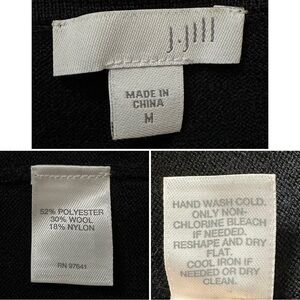 J.Jill
MADE IN
CHINA
M
52% POLYESTER
30% WOOL
18% NYLON
RN 97641
HAND WASH COLD.
ONLY NON-
CHLORINE BLEACH
IF NEEDED.
RESHAPE AND DRY
FLAT.
COOL IRON IF
NEEDED OR DRY
CLEAN.